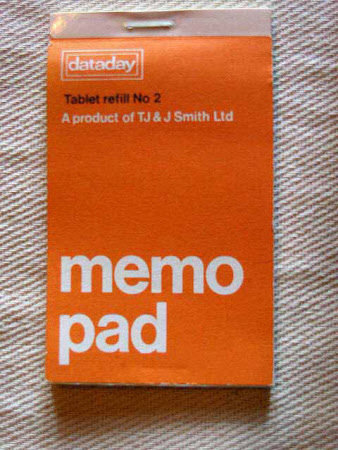 dataday
Tablet refill No 2
A product of TJ & J Smith Ltd
memo
pad